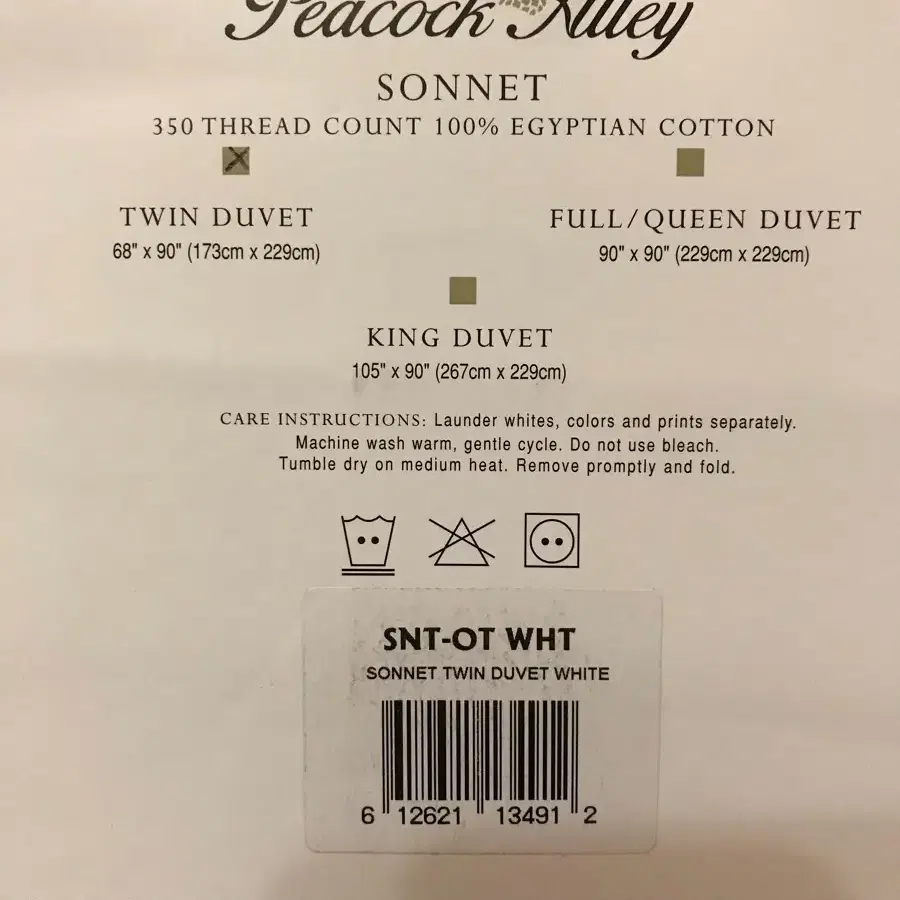 Peacock Alley
SONNET
350 THREAD COUNT 100% EGYPTIAN COTTON
TWIN DUVET
68" x 90" (173cm x 229cm)
FULL/QUEEN DUVET
90" x 90" (229cm x 229cm)
KING DUVET
105" x 90" (267cm x 229cm)
CARE INSTRUCTIONS: Launder whites, colors and prints separately.
Machine wash warm, gentle cycle. Do not use bleach.
Tumble dry on medium heat. Remove promptly and fold.
SNT-OT WHT
SONNET TWIN DUVET WHITE
6 12621 13491 2